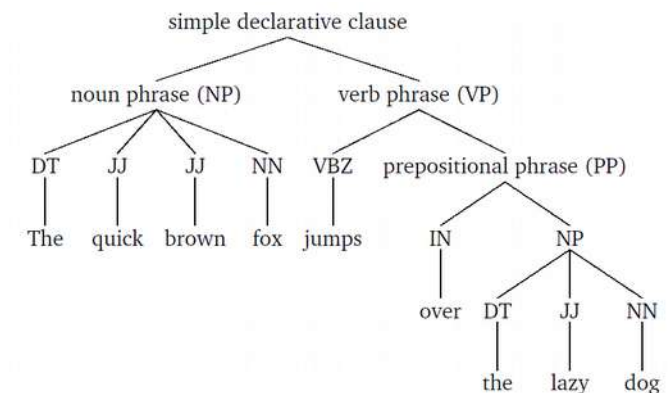 simple declarative clause
noun phrase (NP) verb phrase (VP)
DT JJ JJ NN VBZ prepositional phrase (PP)
The quick brown fox jumps IN NP
over DT JJ NN
the lazy dog